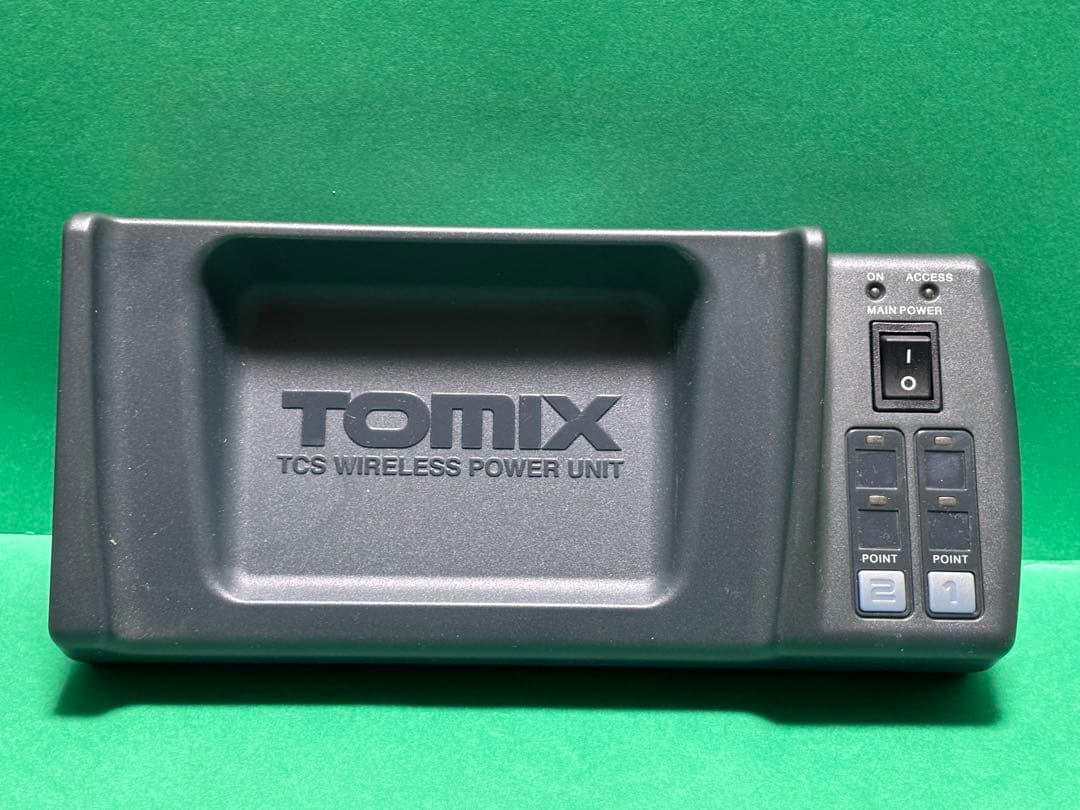 TOMIX
TCS WIRELESS POWER UNIT
ON ACCESS
MAIN POWER
I
O
POINT POINT
2 1